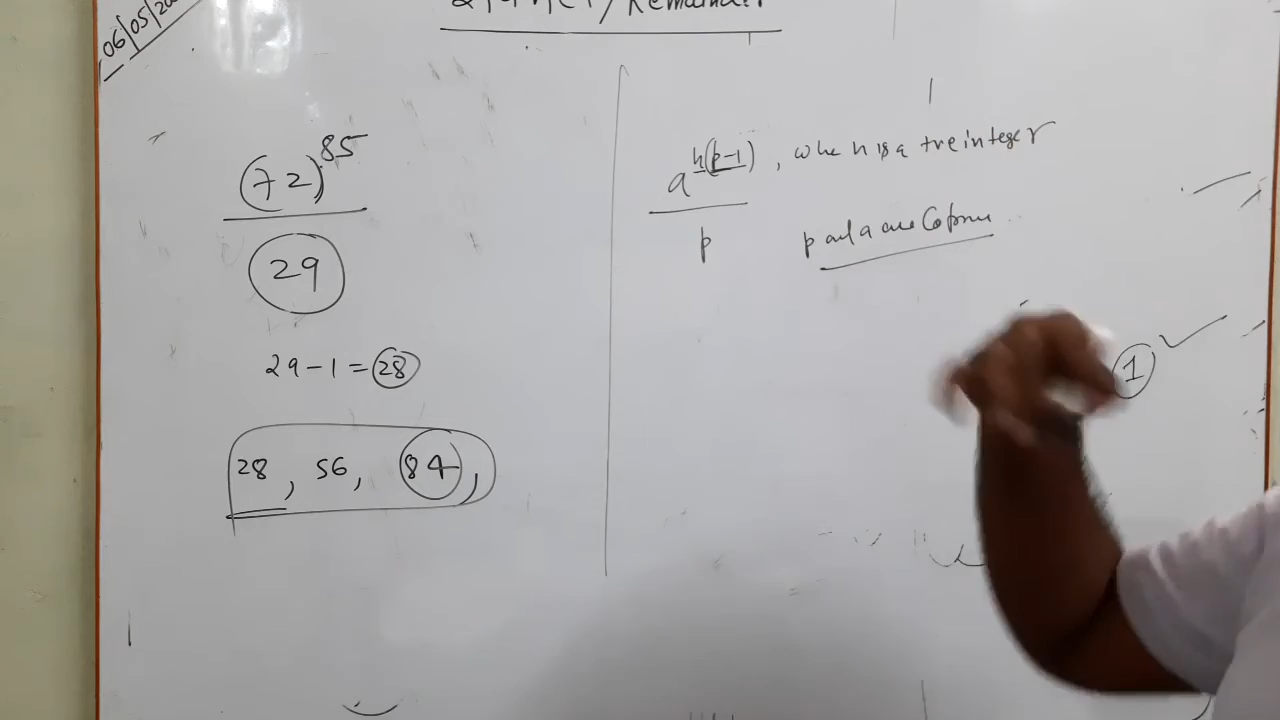 06/05/20
Remainder
(72)^85
29
29-1=28
28, 56, 84,
a^n(p-1), whe n is a +ve integer
p
p and a are Coprime
1